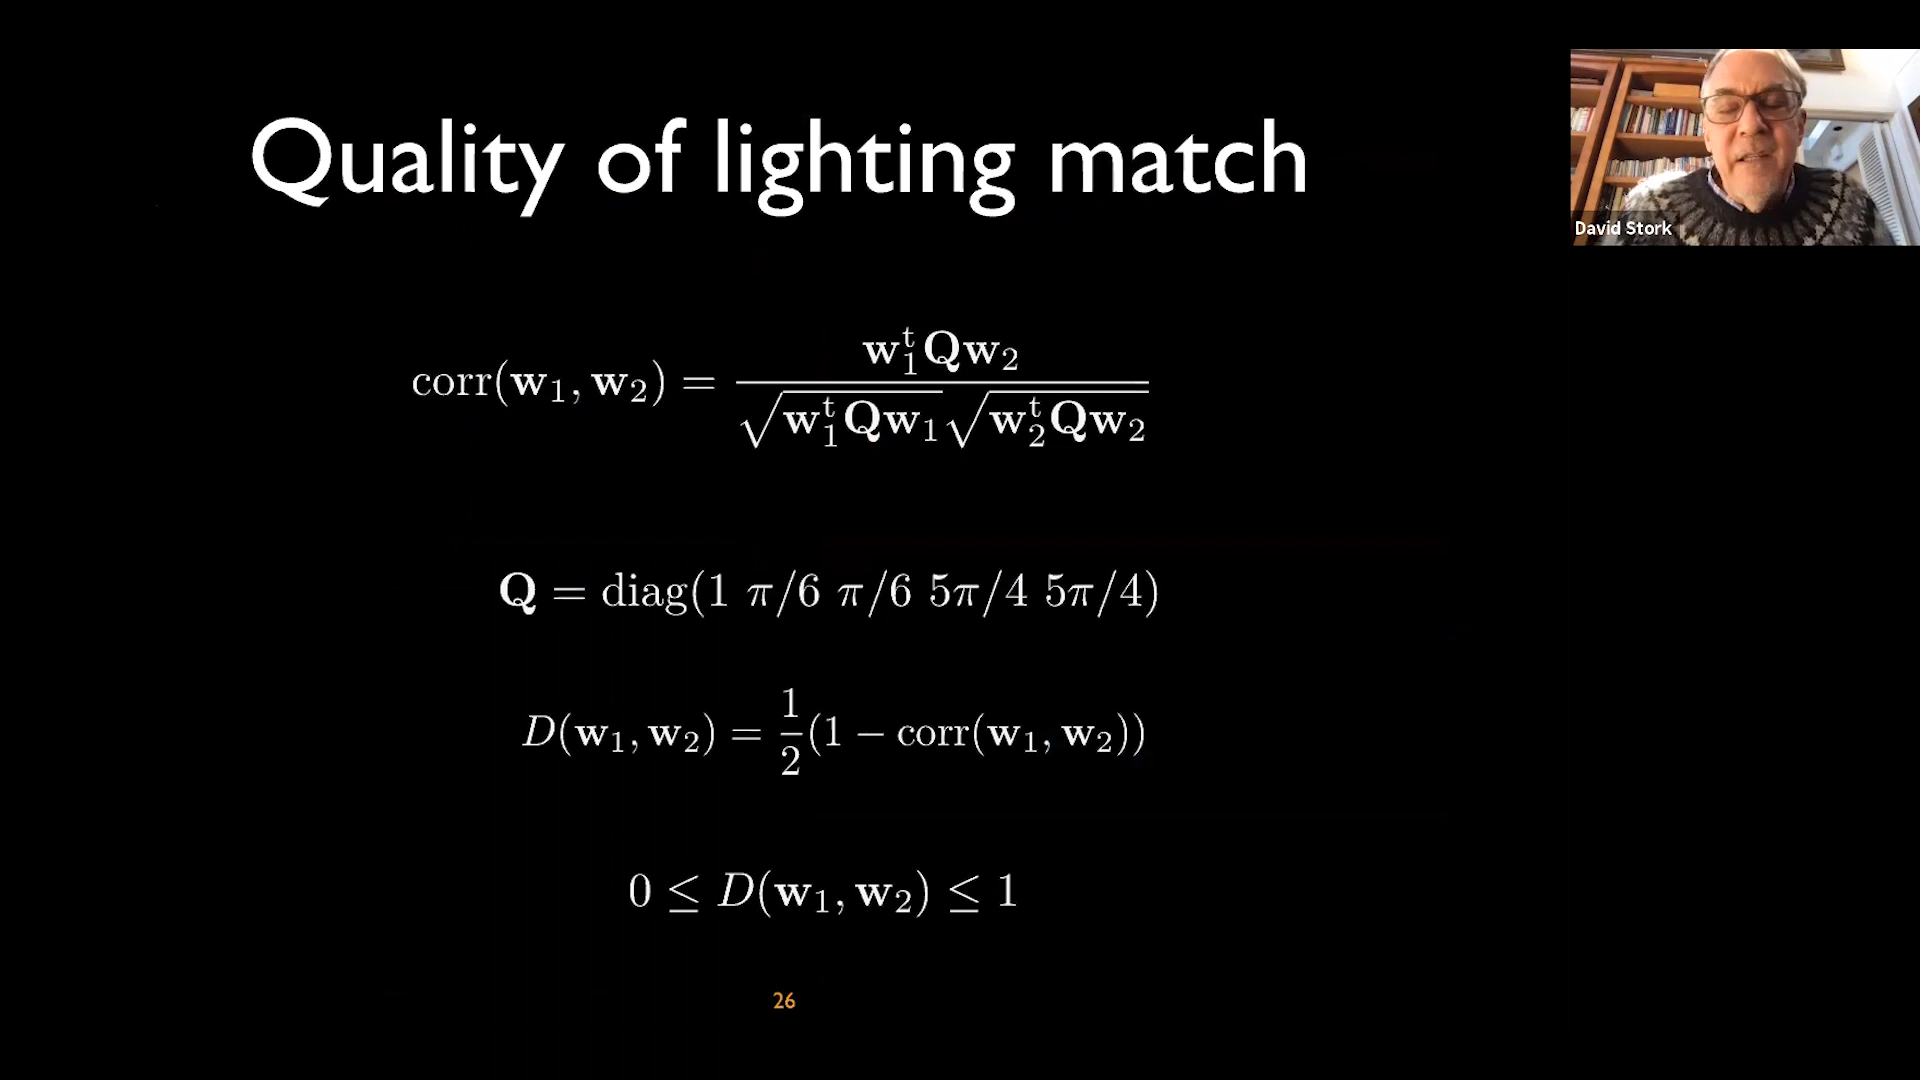 Quality of lighting match
David Stork
corr(w₁, w₂) = w₁ᵗQw₂ / (√(w₁ᵗQw₁) √(w₂ᵗQw₂))
Q = diag(1 π/6 π/6 5π/4 5π/4)
D(w₁, w₂) = 1/2 (1 − corr(w₁, w₂))
0 ≤ D(w₁, w₂) ≤ 1
26